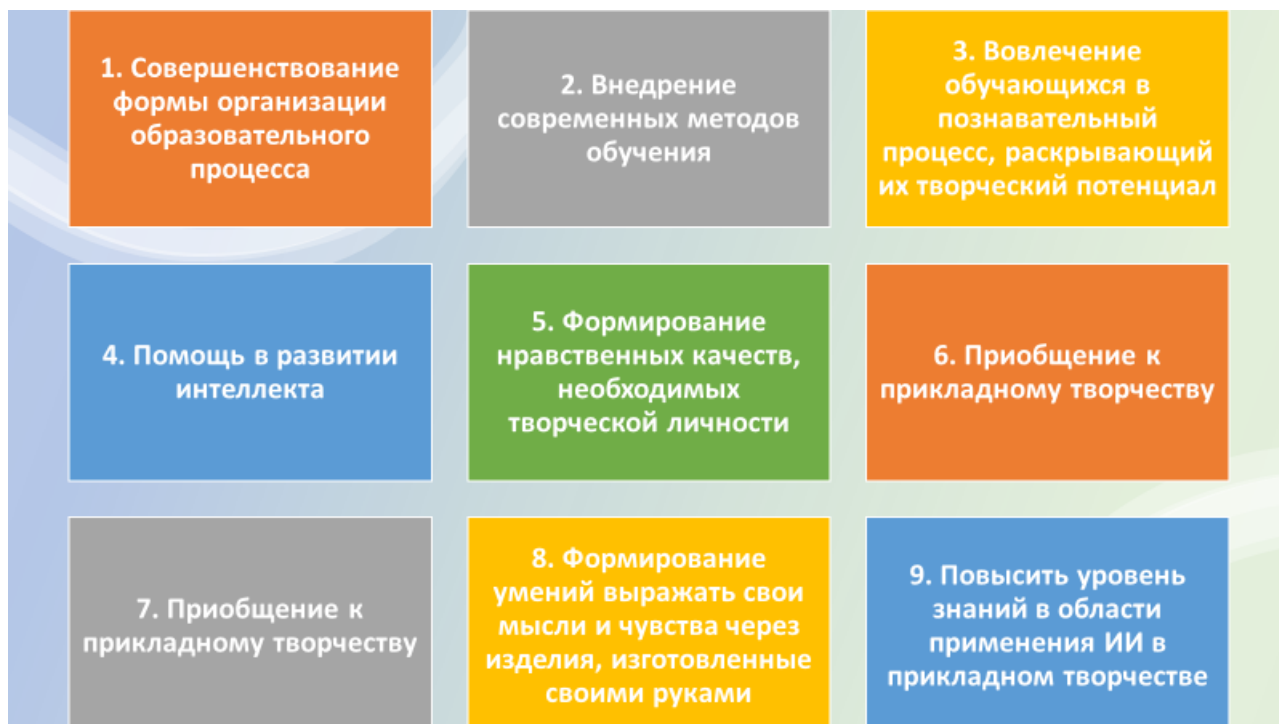 1. Совершенствование
формы организации
образовательного
процесса
2. Внедрение
современных методов
обучения
3. Вовлечение
обучающихся в
познавательный
процесс, раскрывающий
их творческий потенциал
4. Помощь в развитии
интеллекта
5. Формирование
нравственных качеств,
необходимых
творческой личности
6. Приобщение к
прикладному творчеству
7. Приобщение к
прикладному творчеству
8. Формирование
умений выражать свои
мысли и чувства через
изделия, изготовленные
своими руками
9. Повысить уровень
знаний в области
применения ИИ в
прикладном творчестве